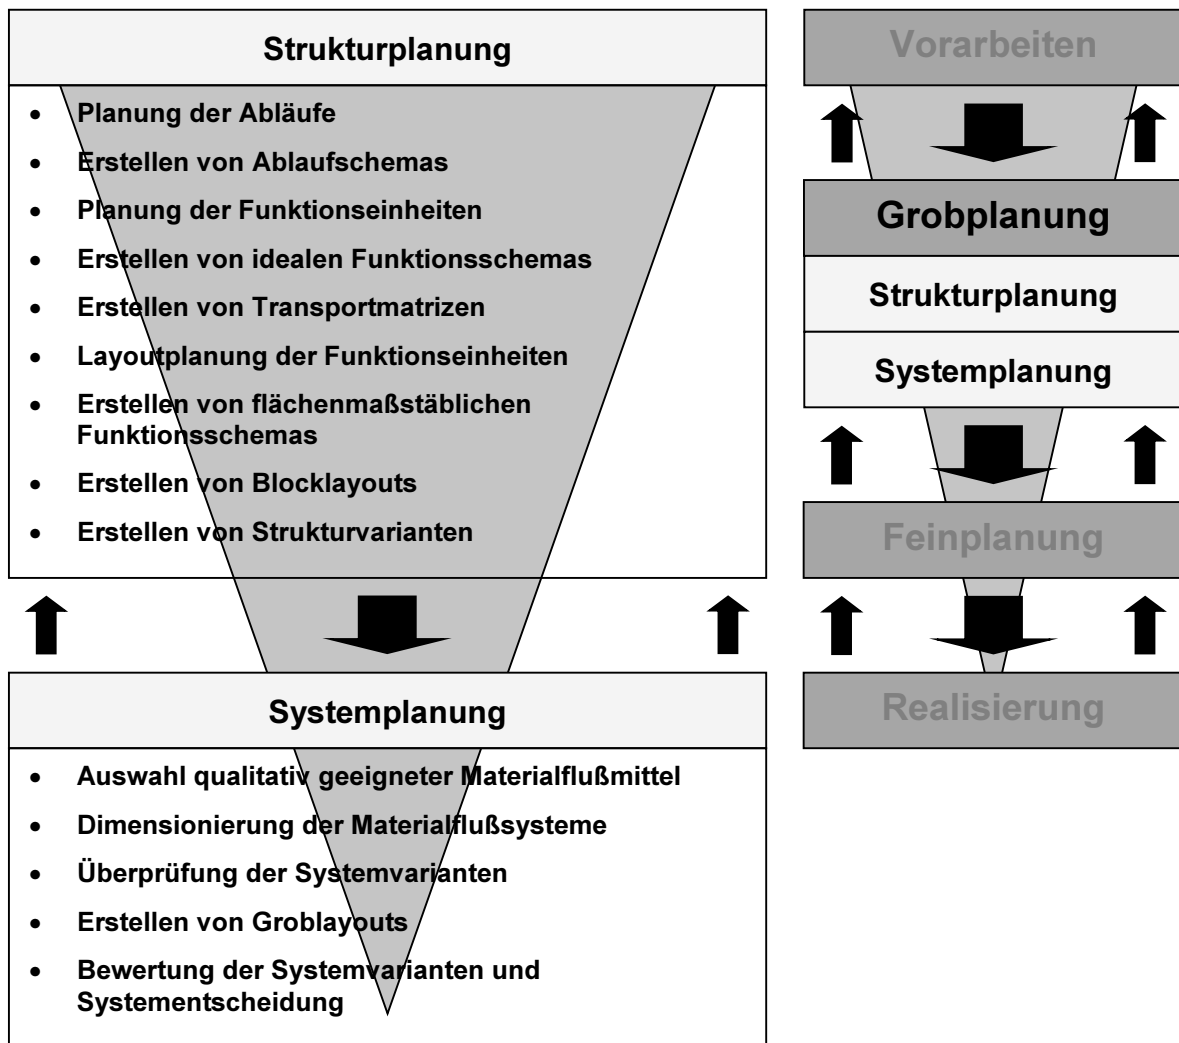 Strukturplanung
• Planung der Abläufe
• Erstellen von Ablaufschemas
• Planung der Funktionseinheiten
• Erstellen von idealen Funktionsschemas
• Erstellen von Transportmatrizen
• Layoutplanung der Funktionseinheiten
• Erstellen von flächenmaßstäblichen
Funktionsschemas
• Erstellen von Blocklayouts
• Erstellen von Strukturvarianten
Systemplanung
• Auswahl qualitativ geeigneter Materialflußmittel
• Dimensionierung der Materialflußsysteme
• Überprüfung der Systemvarianten
• Erstellen von Groblayouts
• Bewertung der Systemvarianten und
Systementscheidung
Vorarbeiten
Grobplanung
Strukturplanung
Systemplanung
Feinplanung
Realisierung